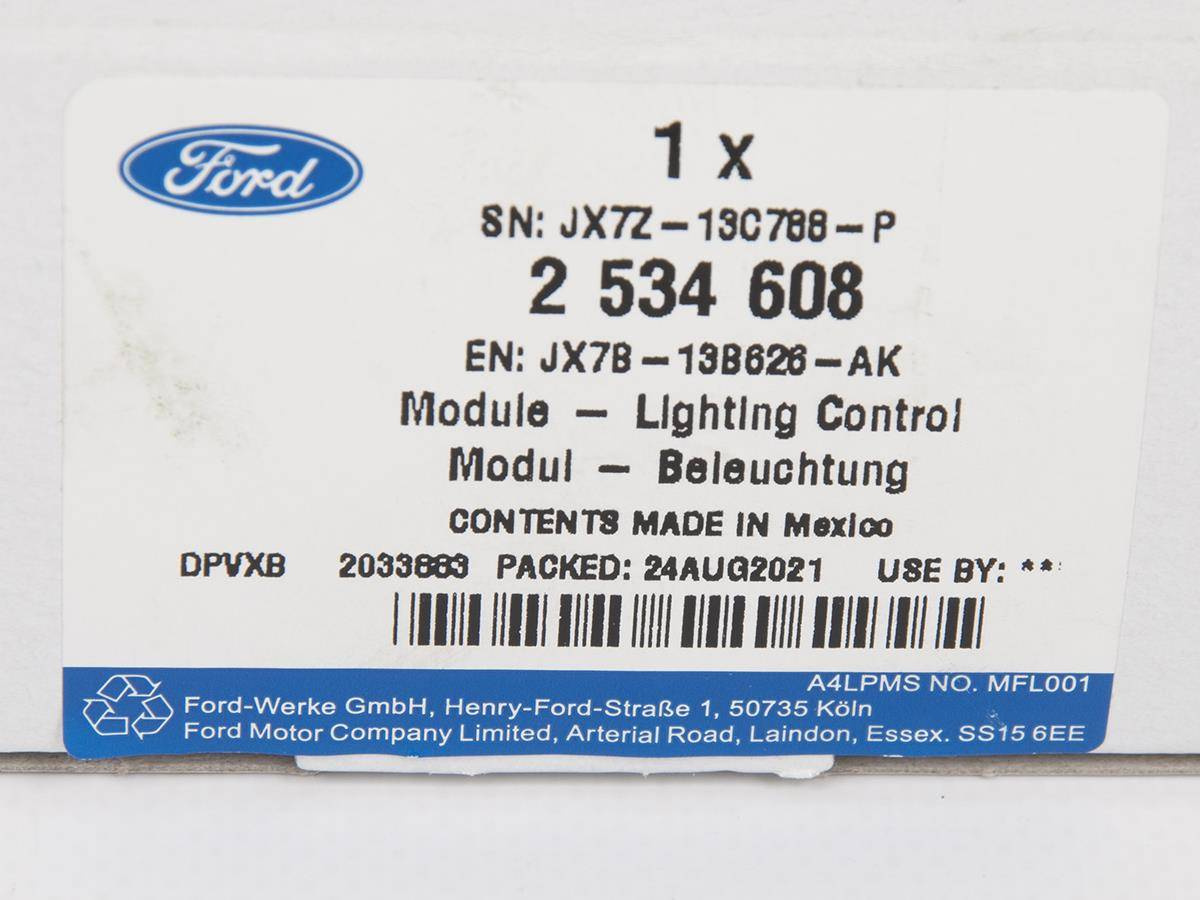 Ford
1 x
SN: JX7Z-13C788-P
2 534 608
EN: JX7B-13B626-AK
Module - Lighting Control
Modul - Beleuchtung
CONTENTS MADE IN Mexico
DPVXB PACKED: 24AUG2021 USE BY: **
A4LPMS NO. MFL001
Ford-Werke GmbH, Henry-Ford-Straße 1, 50735 Köln
Ford Motor Company Limited, Arterial Road, Laindon, Essex. SS15 6EE